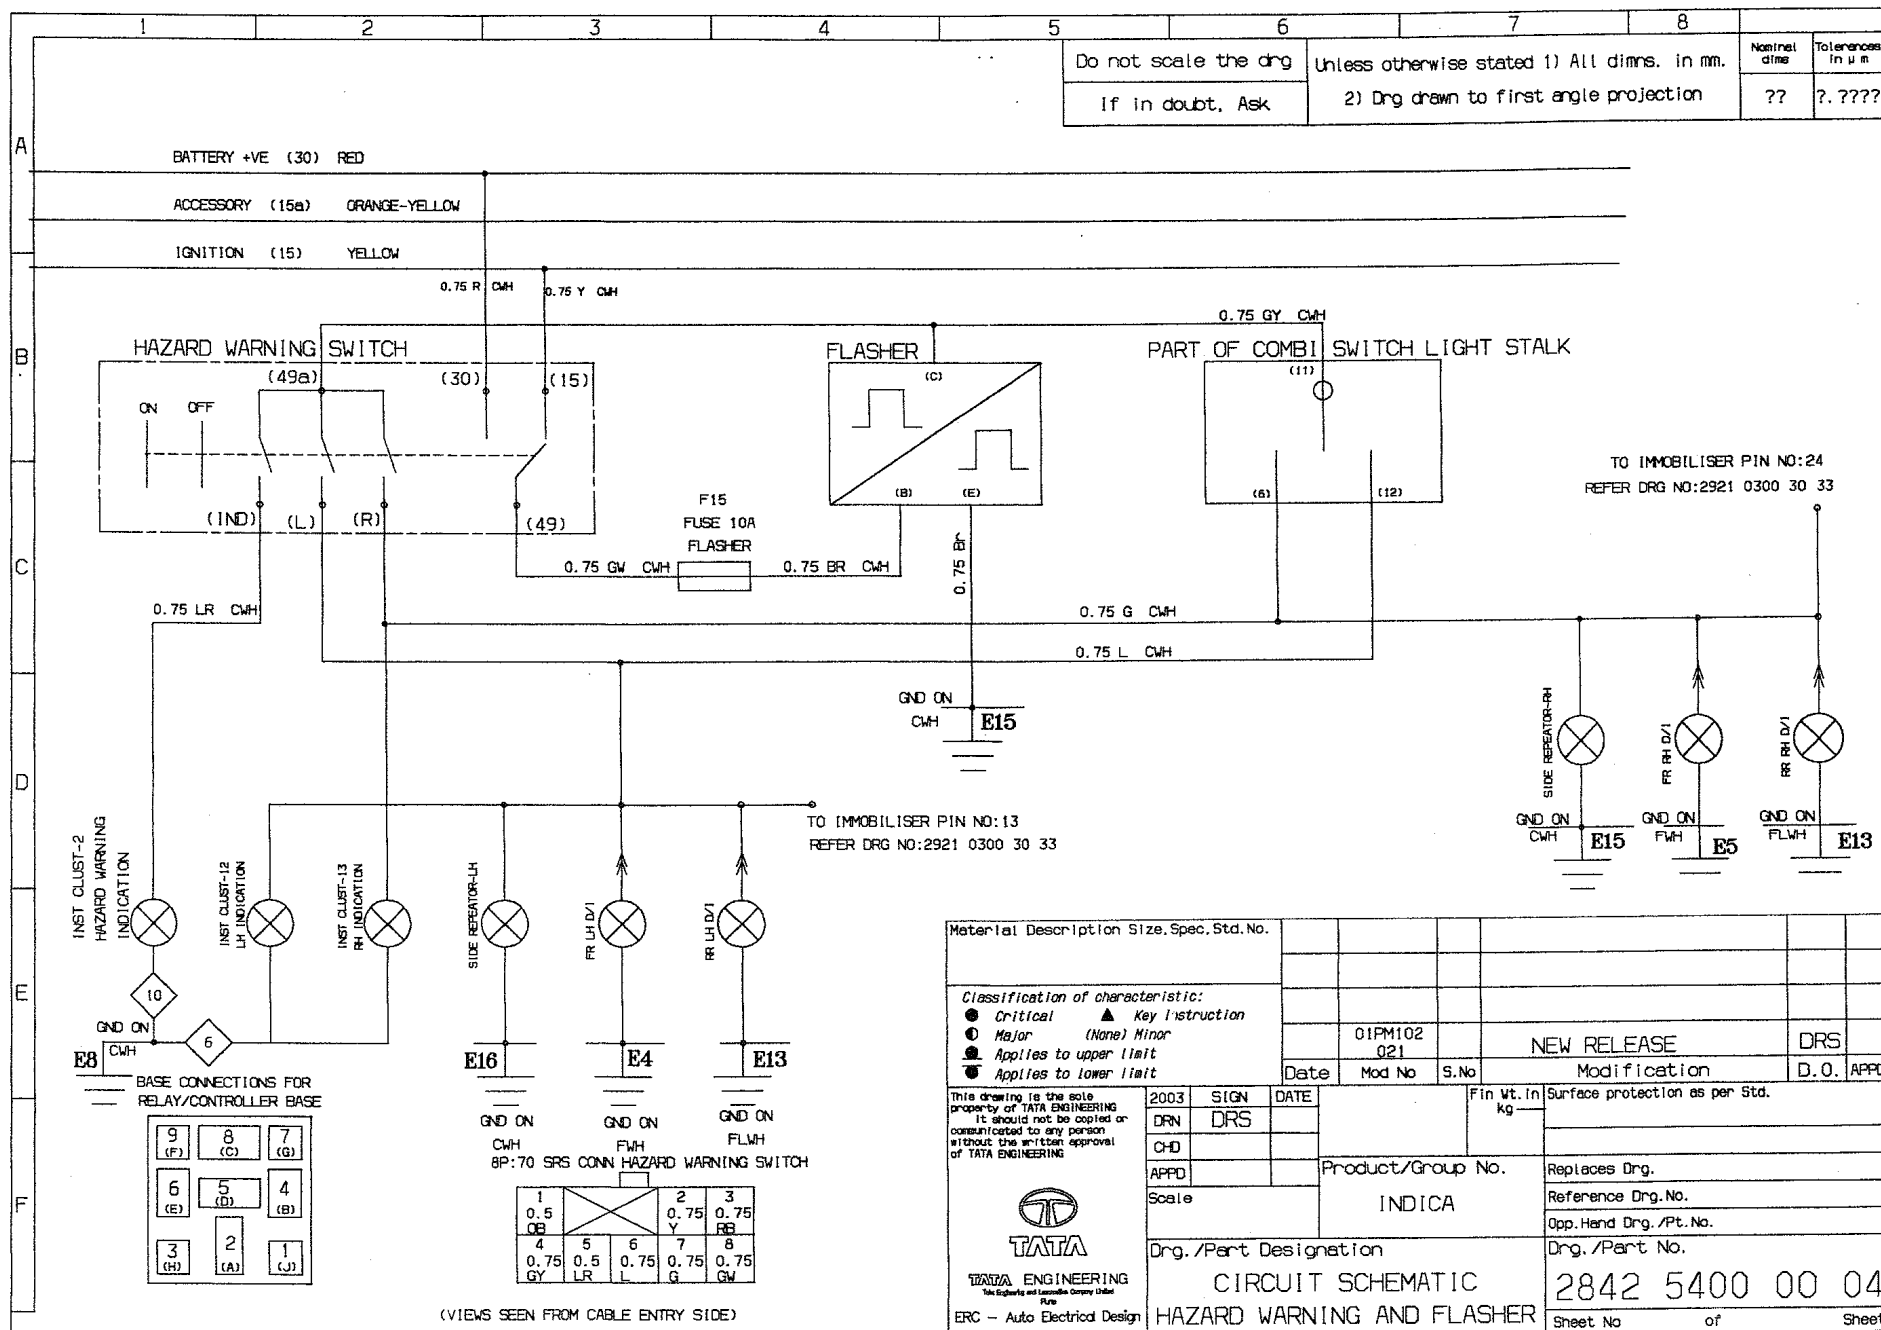 1 2 3 4 5 6 7 8
Do not scale the drg
If in doubt, Ask
Unless otherwise stated 1) All dimns. in mm.
2) Drg drawn to first angle projection
Nominal dims
Tolerances in µ m
??
?.????
A
BATTERY +VE (30) RED
ACCESSORY (15a) ORANGE-YELLOW
IGNITION (15) YELLOW
0.75 R CWH
0.75 Y CWH
0.75 GY CWH
B
HAZARD WARNING SWITCH
FLASHER
PART OF COMBI SWITCH LIGHT STALK
(49a)
(30)
(15)
(C)
(11)
ON OFF
(B)
(E)
(6)
(12)
TO IMMOBILISER PIN NO:24
REFER DRG NO:2921 0300 30 33
(IND)
(L)
(R)
(49)
F15
FUSE 10A
FLASHER
C
0.75 GW CWH
0.75 BR CWH
0.75 Br
0.75 LR CWH
0.75 G CWH
0.75 L CWH
GND ON
CWH
E15
D
SIDE REPEATOR-RH
FR RH D/I
RR RH D/I
GND ON
CWH
E15
GND ON
FWH
E5
GND ON
FLWH
E13
TO IMMOBILISER PIN NO:13
REFER DRG NO:2921 0300 30 33
INST CLUST-2
HAZARD WARNING
INDICATION
INST CLUST-12
LH INDICATION
INST CLUST-13
RH INDICATION
SIDE REPEATOR-LH
FR LH D/I
RR LH D/I
E
10
6
GND ON
CWH
E8
E16
E4
E13
GND ON
CWH
GND ON
FWH
GND ON
FLWH
BASE CONNECTIONS FOR
RELAY/CONTROLLER BASE
9 (F)
8 (C)
7 (G)
6 (E)
5 (D)
4 (B)
3 (H)
2 (A)
1 (J)
F
8P:70 SRS CONN HAZARD WARNING SWITCH
1 0.5 OB
2 0.75 Y
3 0.75 RB
4 0.75 GY
5 0.5 LR
6 0.75 L
7 0.75 G
8 0.75 GW
(VIEWS SEEN FROM CABLE ENTRY SIDE)
Material Description Size.Spec.Std.No.
Classification of characteristic:
Critical
Key instruction
Major
(None) Minor
Applies to upper limit
Applies to lower limit
01PM102
021
NEW RELEASE
DRS
Date
Mod No
S.No
Modification
D.O.
APPD
This drawing is the sole
property of TATA ENGINEERING
It should not be copied or
communicated to any person
without the written approval
of TATA ENGINEERING
2003 SIGN DATE
DRN DRS
CHD
APPD
Scale
Fin Wt.in
kg
Surface protection as per Std.
Product/Group No.
INDICA
Replaces Drg.
Reference Drg.No.
Opp.Hand Drg./Pt.No.
TATA
TATA ENGINEERING
Tata Engineering and Locomotive Company Limited
Pune
ERC - Auto Electrical Design
Drg./Part Designation
CIRCUIT SCHEMATIC
HAZARD WARNING AND FLASHER
Drg./Part No.
2842 5400 00 04
Sheet No of Sheet